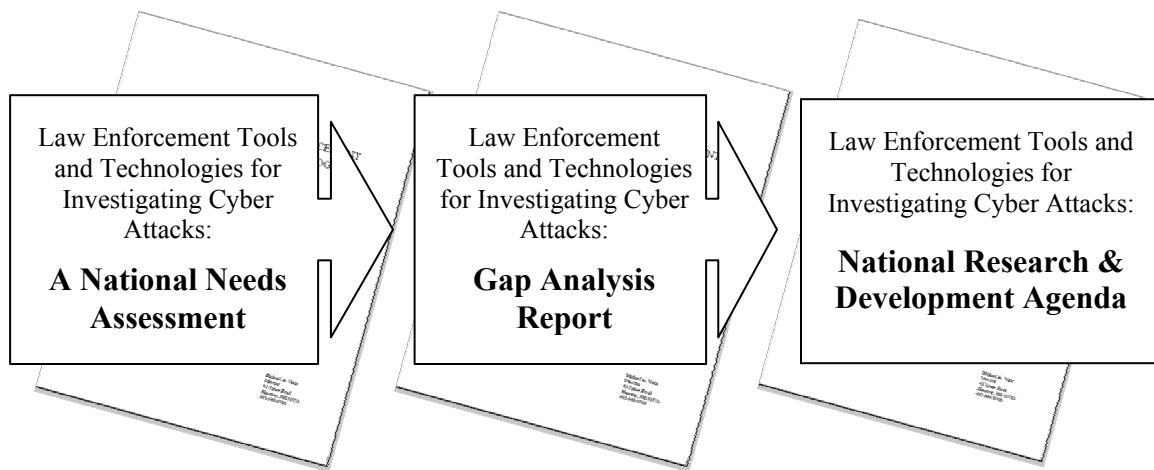 Law Enforcement Tools
and Technologies for
Investigating Cyber
Attacks:
A National Needs
Assessment
Law Enforcement
Tools and Technologies
for Investigating Cyber
Attacks:
Gap Analysis
Report
Law Enforcement Tools and
Technologies for
Investigating Cyber Attacks:
National Research &
Development Agenda